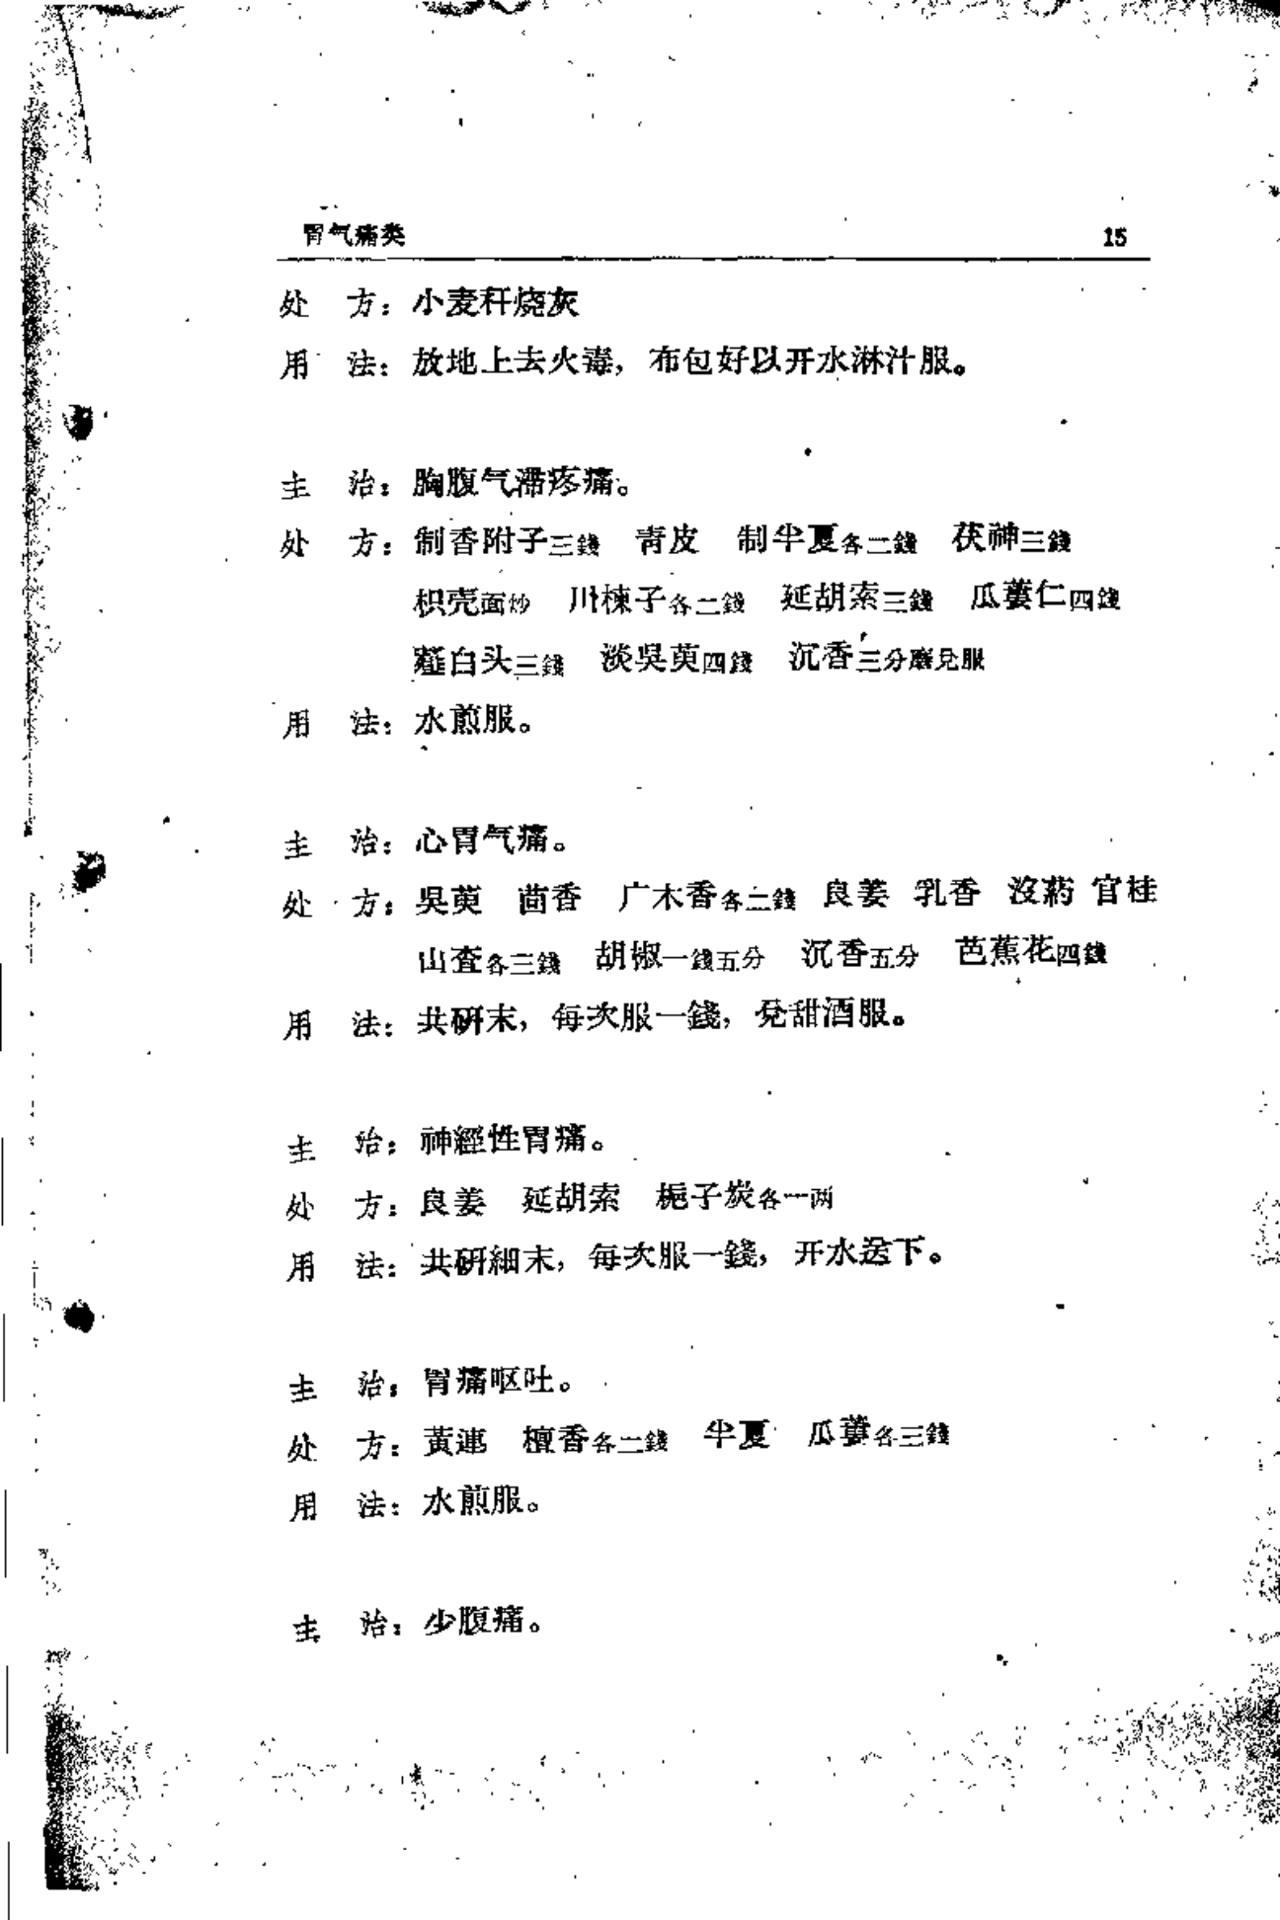 胃气痛类 15
处 方：小麦秆烧灰
用 法：放地上去火毒，布包好以开水淋汁服。
主 治：胸腹气滞疼痛。
处 方：制香附子三錢 青皮 制半夏各二錢 茯神三錢
枳壳面炒 川楝子各二錢 延胡索三錢 瓜蔞仁四錢
薤白头三錢 淡吳萸四錢 沉香三分磨兑服
用 法：水煎服。
主 治：心胃气痛。
处 方：吳萸 茴香 广木香各二錢 良姜 乳香 沒葯 官桂
山査各三錢 胡椒一錢五分 沉香五分 芭蕉花四錢
用 法：共研末，每次服一錢，兑甜酒服。
主 治：神經性胃痛。
处 方：良姜 延胡索 梔子炭各一两
用 法：共研細末，每次服一錢，开水送下。
主 治：胃痛呕吐。
处 方：黃連 檀香各二錢 半夏 瓜蔞各三錢
用 法：水煎服。
主 治：少腹痛。